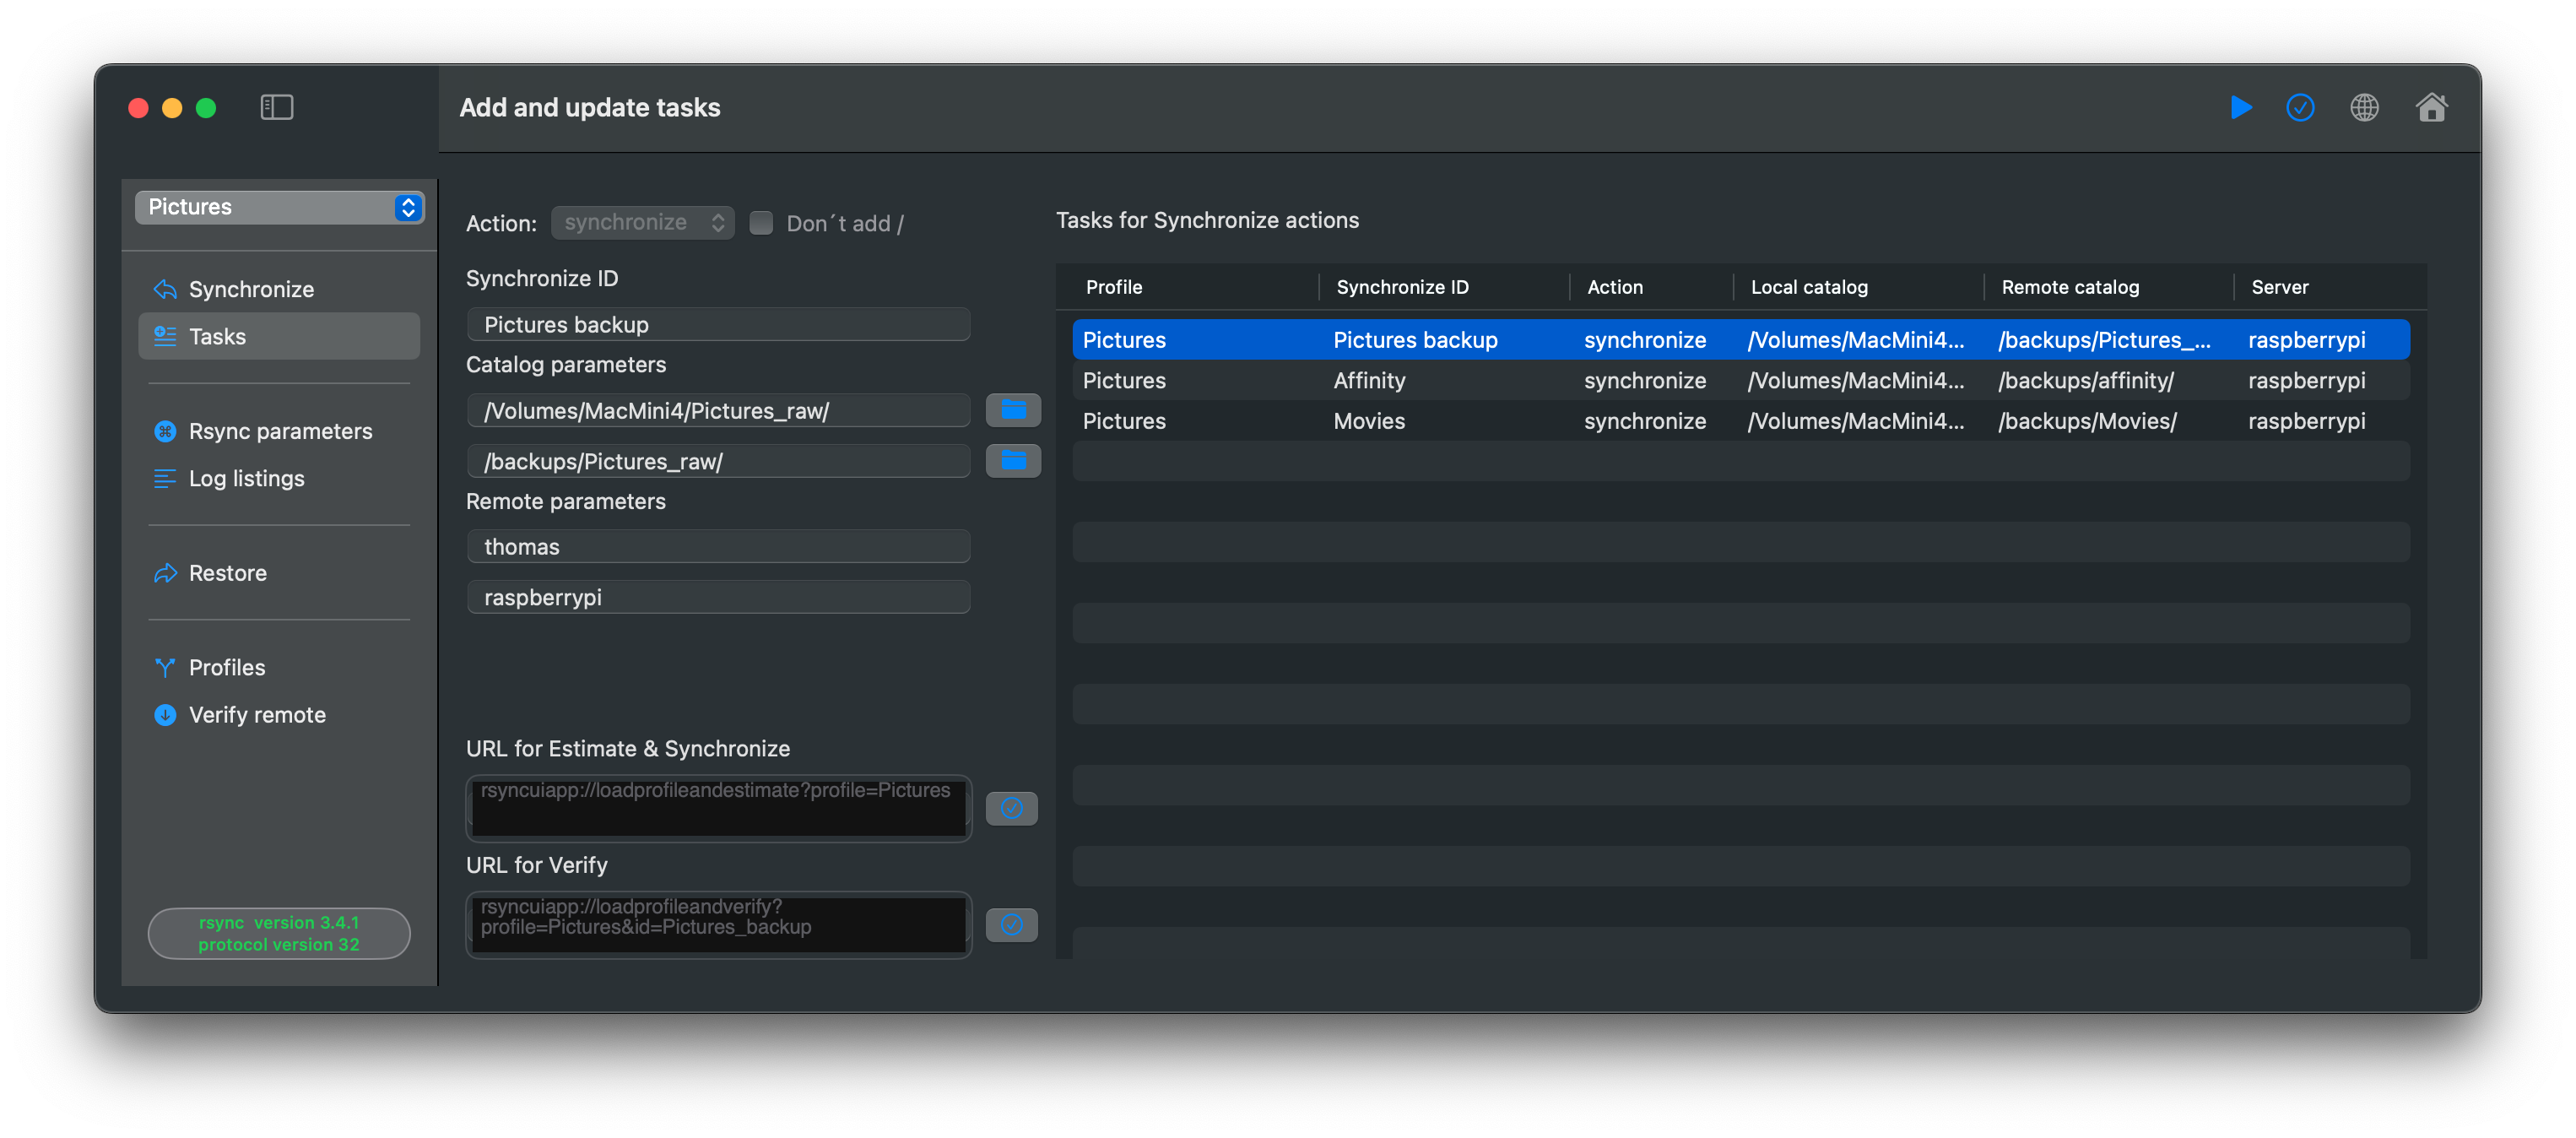 Add and update tasks
Pictures
Synchronize
Tasks
Rsync parameters
Log listings
Restore
Profiles
Verify remote
rsync  version 3.4.1
protocol version 32
Action: synchronize Don´t add /
Synchronize ID
Pictures backup
Catalog parameters
/Volumes/MacMini4/Pictures_raw/
/backups/Pictures_raw/
Remote parameters
thomas
raspberrypi
URL for Estimate & Synchronize
rsyncuiapp://loadprofileandestimate?profile=Pictures
URL for Verify
rsyncuiapp://loadprofileandverify?
profile=Pictures&id=Pictures_backup
Tasks for Synchronize actions
Profile Synchronize ID Action Local catalog Remote catalog Server
Pictures Pictures backup synchronize /Volumes/MacMini4... /backups/Pictures_... raspberrypi
Pictures Affinity synchronize /Volumes/MacMini4... /backups/affinity/ raspberrypi
Pictures Movies synchronize /Volumes/MacMini4... /backups/Movies/ raspberrypi